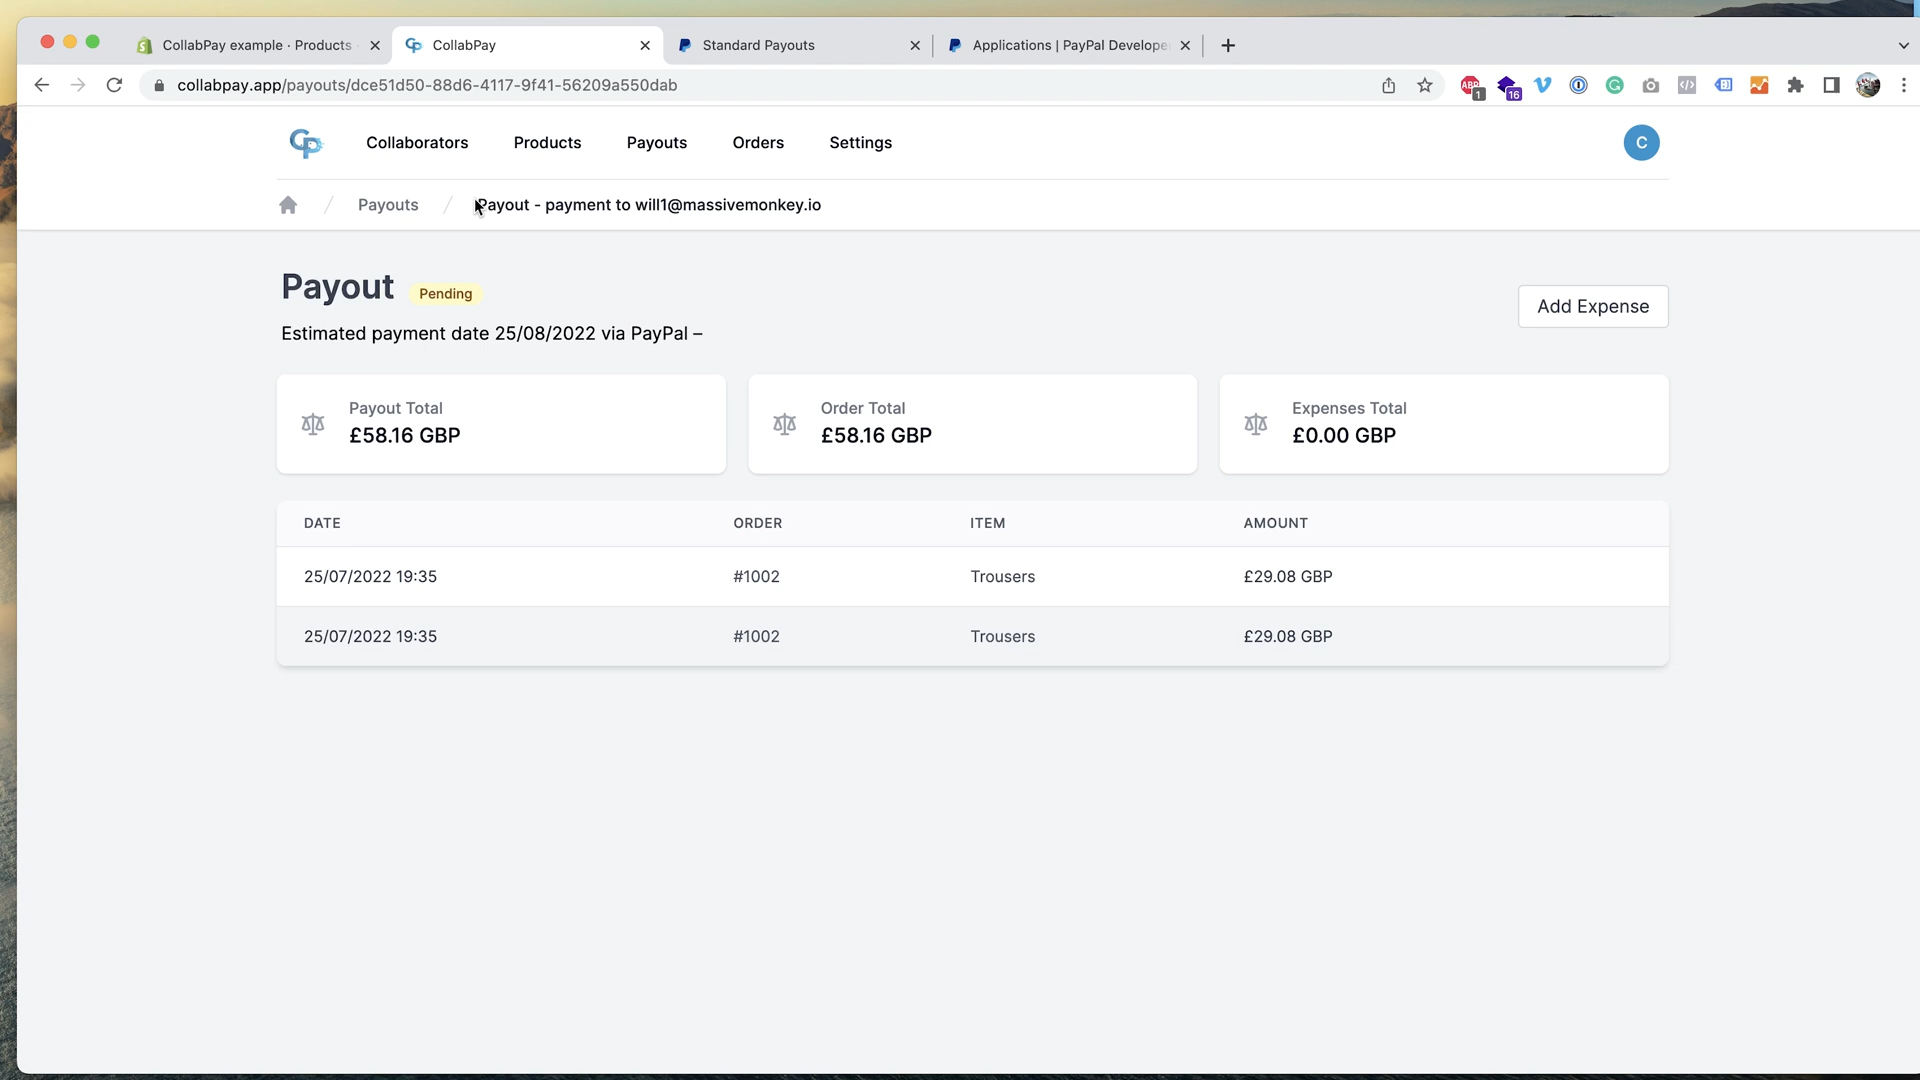 CollabPay example · Products
CollabPay
Standard Payouts
Applications | PayPal Develope
collabpay.app/payouts/dce51d50-88d6-4117-9f41-56209a550dab
ABP
1
16
CP
Collaborators
Products
Payouts
Orders
Settings
C
/ Payouts / Payout - payment to will1@massivemonkey.io
Payout
Pending
Add Expense
Estimated payment date 25/08/2022 via PayPal –
Payout Total
£58.16 GBP
Order Total
£58.16 GBP
Expenses Total
£0.00 GBP
DATE ORDER ITEM AMOUNT
25/07/2022 19:35 #1002 Trousers £29.08 GBP
25/07/2022 19:35 #1002 Trousers £29.08 GBP